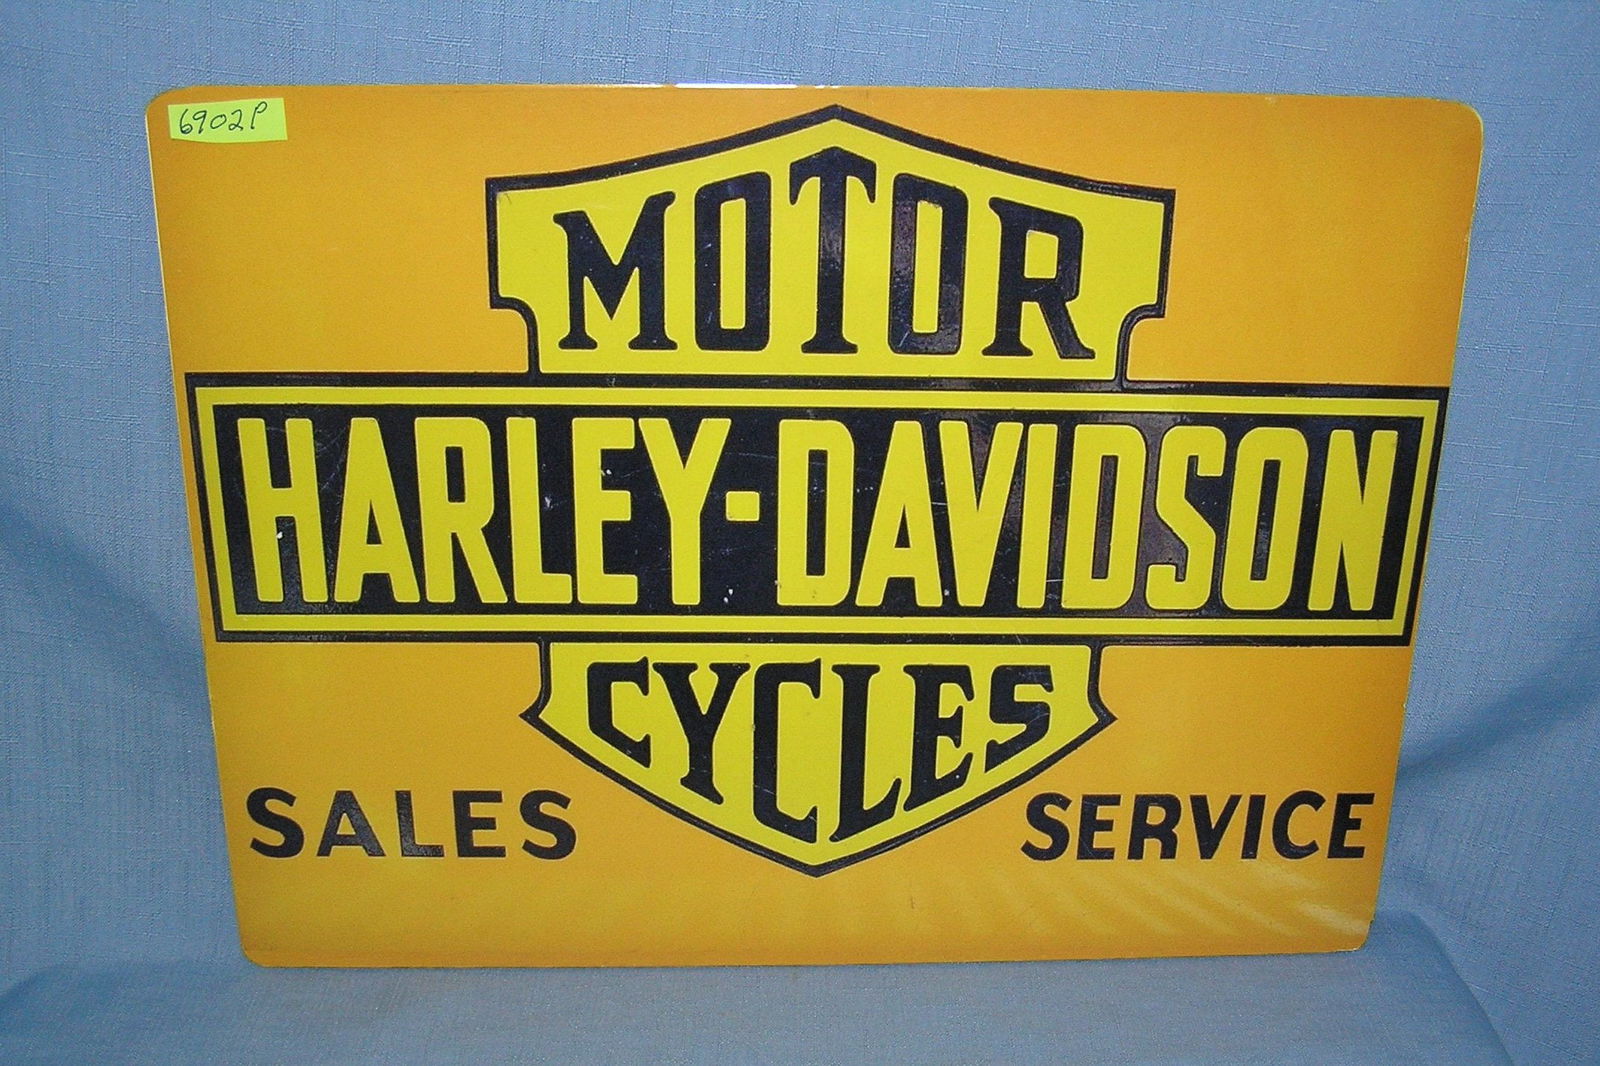 6902P
MOTOR
HARLEY-DAVIDSON
CYCLES
SALES SERVICE